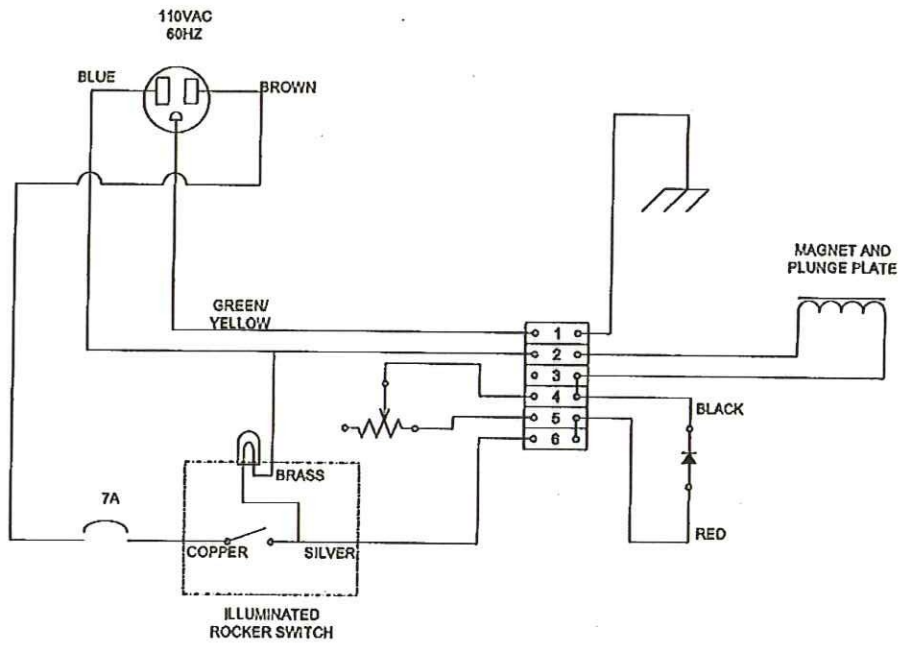 110VAC
60HZ
BLUE
BROWN
MAGNET AND
PLUNGE PLATE
GREEN/
YELLOW
1
2
3
4
5
6
BLACK
BRASS
7A
COPPER
SILVER
RED
ILLUMINATED
ROCKER SWITCH